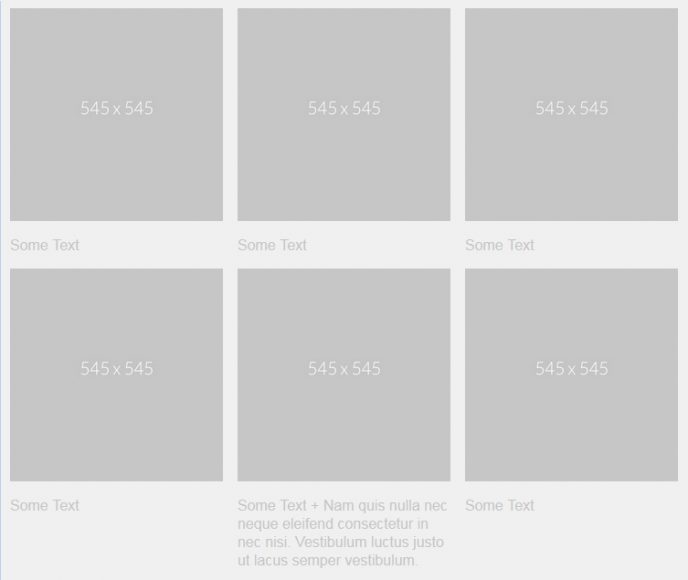 545 x 545
545 x 545
545 x 545
Some Text
Some Text
Some Text
545 x 545
545 x 545
545 x 545
Some Text
Some Text + Nam quis nulla nec
neque eleifend consectetur in
nec nisi. Vestibulum luctus justo
ut lacus semper vestibulum.
Some Text